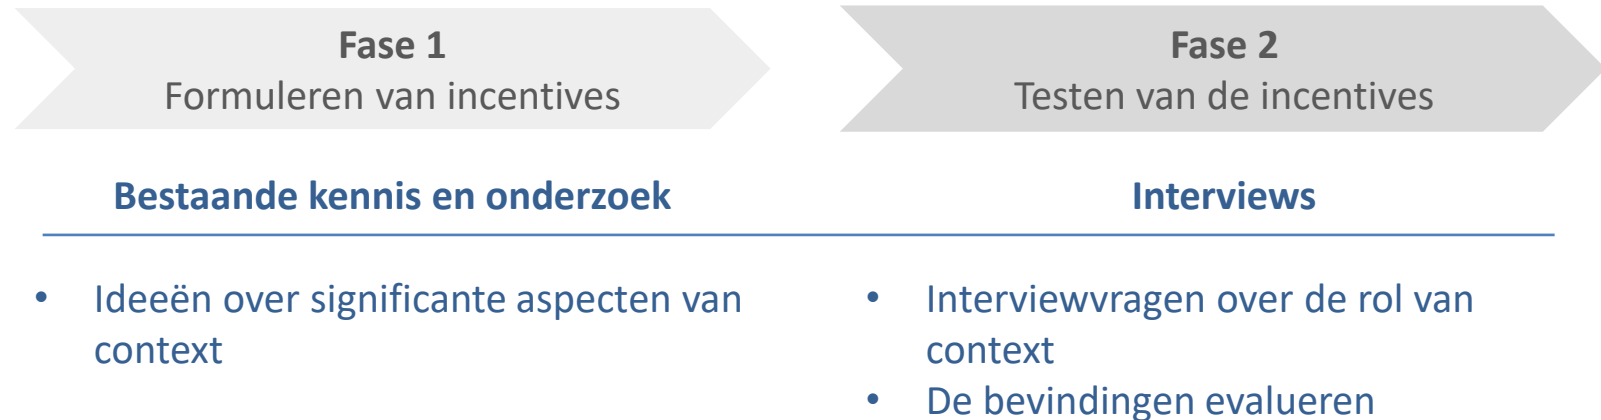 Fase 1
Formuleren van incentives
Fase 2
Testen van de incentives
Bestaande kennis en onderzoek
Interviews
• Ideeën over significante aspecten van
context
• Interviewvragen over de rol van
context
• De bevindingen evalueren